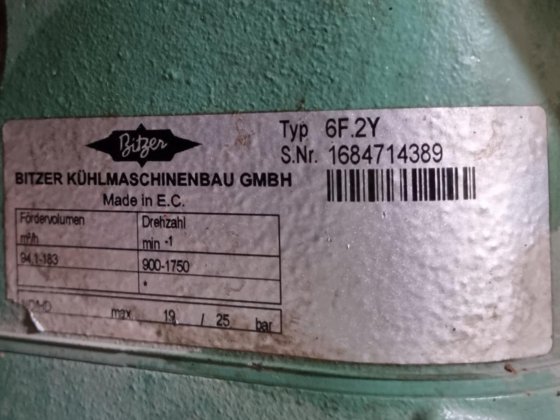 Bitzer
Typ 6F.2Y
S.Nr. 1684714389
BITZER KÜHLMASCHINENBAU GMBH
Made in E.C.
Fördervolumen Drehzahl
m³/h min -1
94.1-183 900-1750
*
max. 19 / 25 bar